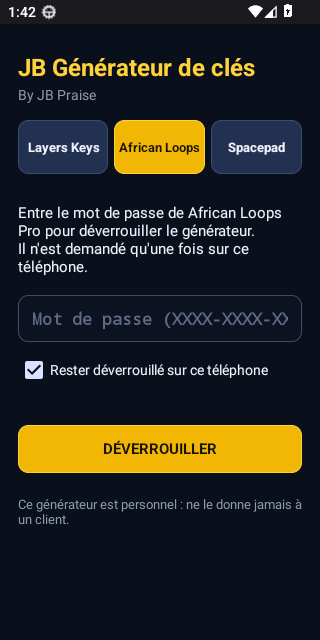 1:42
JB Générateur de clés
By JB Praise
Layers Keys
African Loops
Spacepad
Entre le mot de passe de African Loops
Pro pour déverrouiller le générateur.
Il n'est demandé qu'une fois sur ce
téléphone.
Mot de passe (XXXX-XXXX-XX
Rester déverrouillé sur ce téléphone
DÉVERROUILLER
Ce générateur est personnel : ne le donne jamais à
un client.